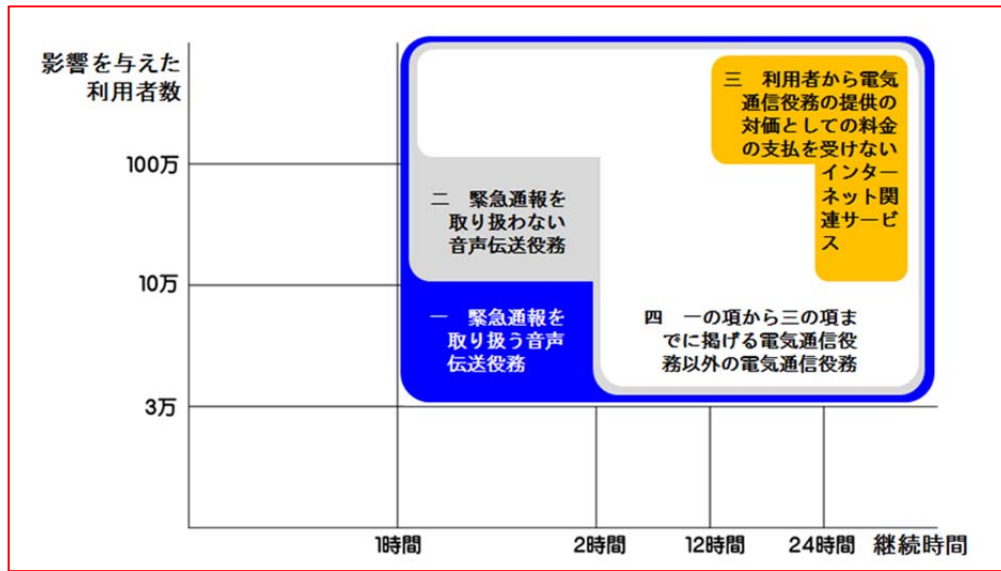 影響を与えた
利用者数
100万
10万
3万
三　利用者から電気
通信役務の提供の
対価としての料金
の支払を受けない
インター
ネット関
連サービ
ス
二　緊急通報を
取り扱わない
音声伝送役務
一　緊急通報を
取り扱う音声
伝送役務
四　一の項から三の項ま
でに掲げる電気通信役
務以外の電気通信役務
1時間
2時間
12時間
24時間
継続時間